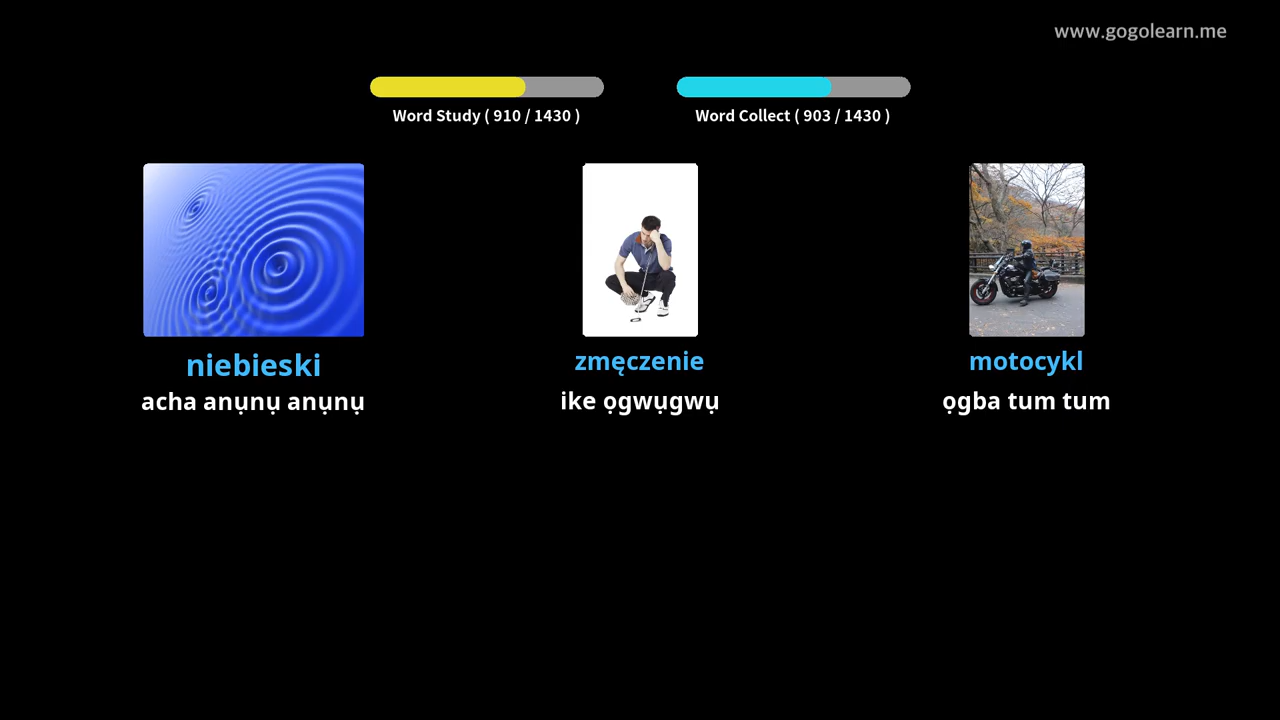 www.gogolearn.me
Word Study ( 910 / 1430 )
Word Collect ( 903 / 1430 )
niebieski
acha anụnụ anụnụ
zmęczenie
ike ọgwụgwụ
motocykl
ọgba tum tum